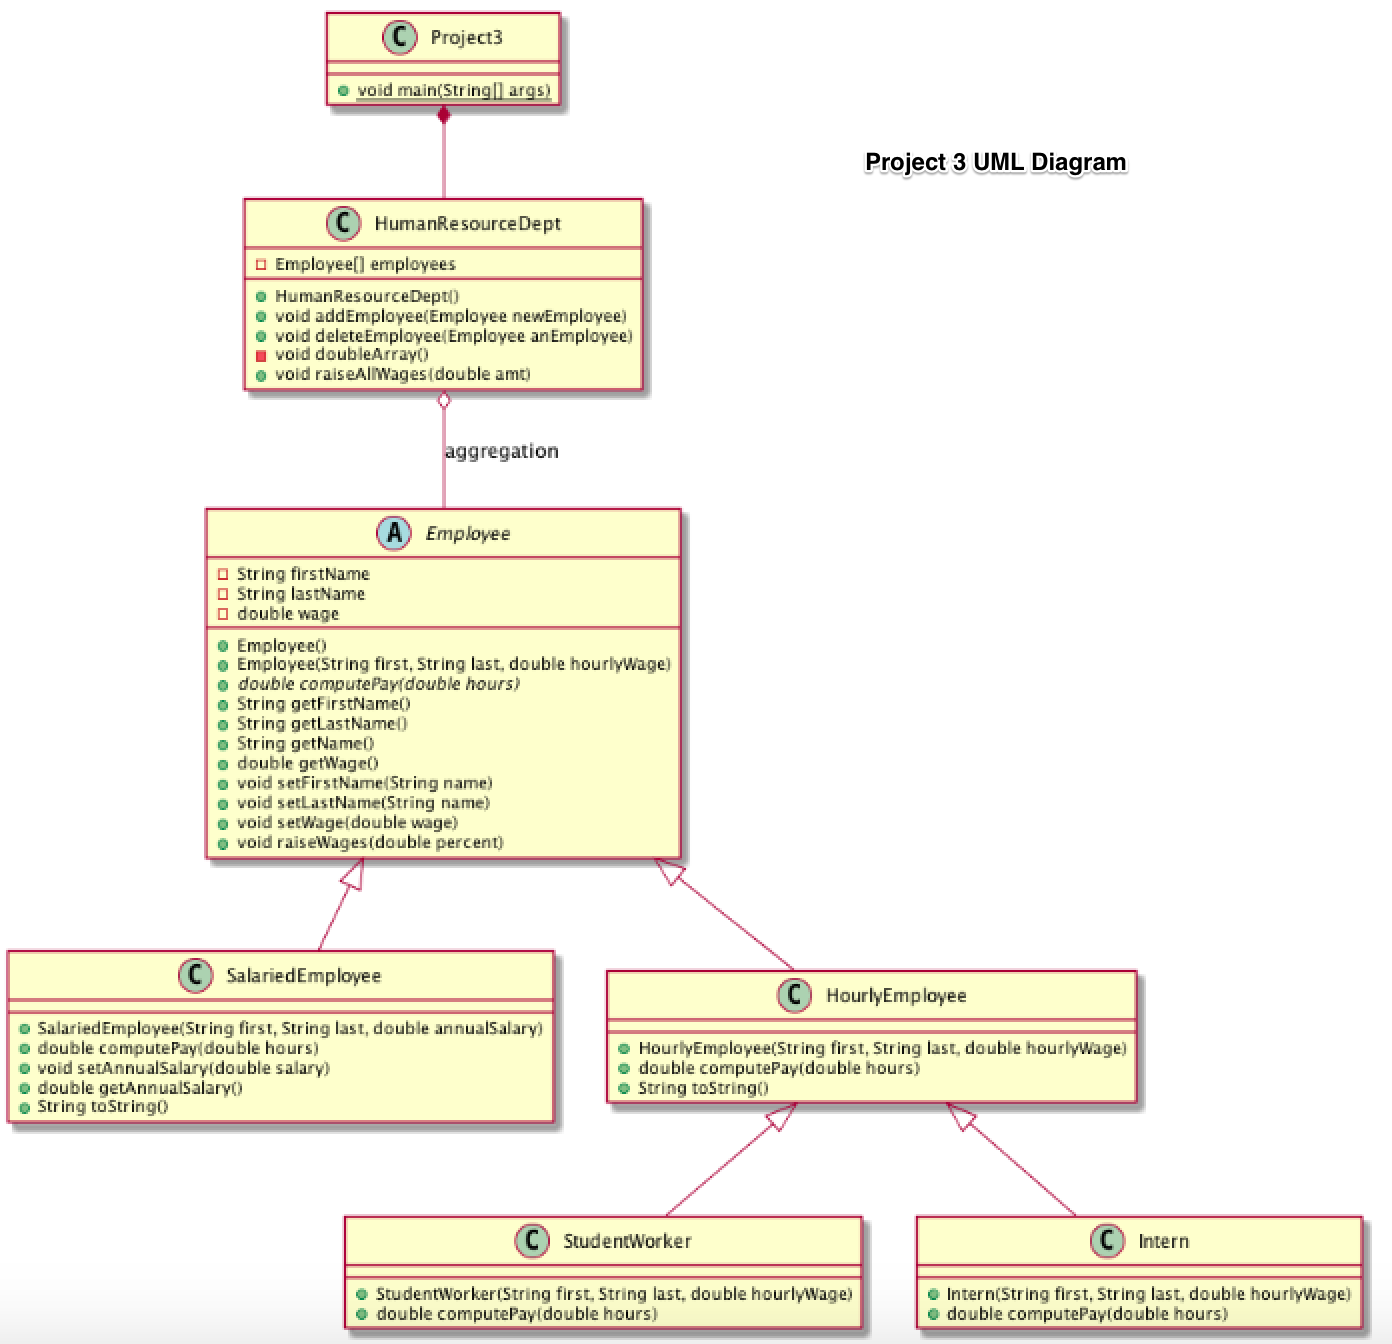 C Project3
void main(String[] args)
Project 3 UML Diagram
C HumanResourceDept
Employee[] employees
HumanResourceDept()
void addEmployee(Employee newEmployee)
void deleteEmployee(Employee anEmployee)
void doubleArray()
void raiseAllWages(double amt)
aggregation
A Employee
String firstName
String lastName
double wage
Employee()
Employee(String first, String last, double hourlyWage)
double computePay(double hours)
String getFirstName()
String getLastName()
String getName()
double getWage()
void setFirstName(String name)
void setLastName(String name)
void setWage(double wage)
void raiseWages(double percent)
C SalariedEmployee
SalariedEmployee(String first, String last, double annualSalary)
double computePay(double hours)
void setAnnualSalary(double salary)
double getAnnualSalary()
String toString()
C HourlyEmployee
HourlyEmployee(String first, String last, double hourlyWage)
double computePay(double hours)
String toString()
C StudentWorker
StudentWorker(String first, String last, double hourlyWage)
double computePay(double hours)
C Intern
Intern(String first, String last, double hourlyWage)
double computePay(double hours)